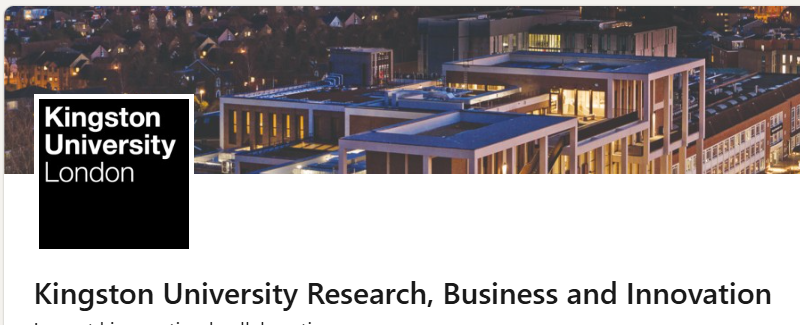 Kingston
University
London
Kingston University Research, Business and Innovation